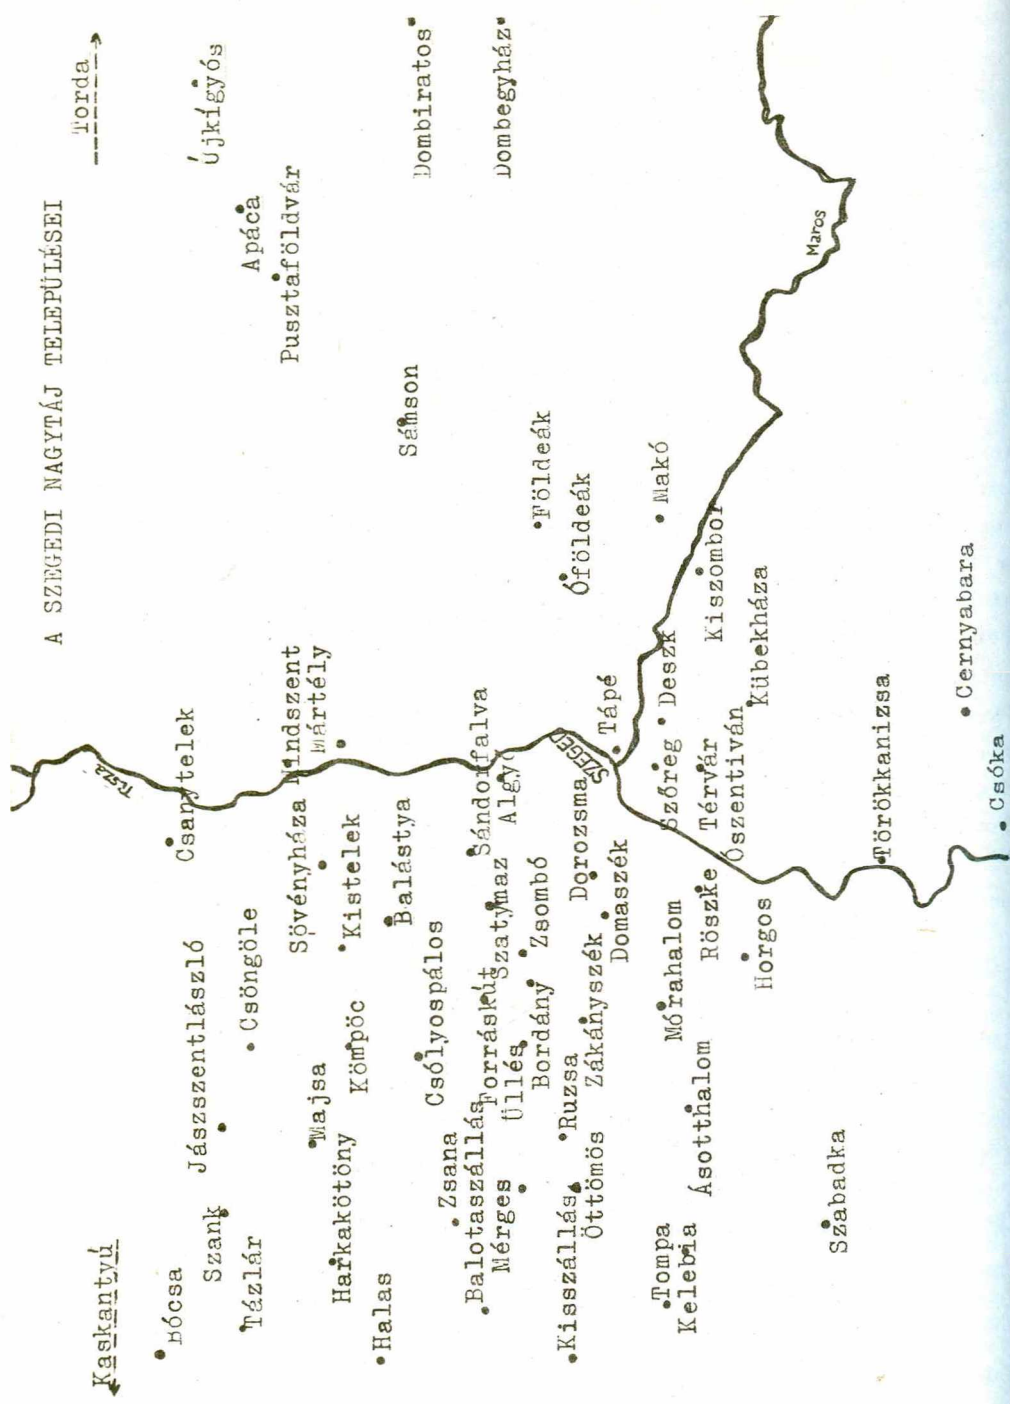 A SZEGEDI NAGYTÁJ TELEPÜLÉSEI
Kaskantyú
Torda
Bócsa
Tisza
Csanytelek
Jászszentlászló
Szank
Újkígyós
Tázlár
Csöngöle
Apáca
Pusztaföldvár
Mindszent
Sövényháza
Mártély
Majsa
Harkakötöny
Kistelek
Kömpöc
Halas
Balástya
Sámson
Dombiratos
Csólyospálos
Zsana
Balotaszállás
Sándorfalva
Forráskút
Szatymaz
Algyő
Dombegyház
Mérges
Üllés
Bordány
Zsombó
Földeák
Kisszállás
Ruzsa
Dorozsma
SZEGED
Óföldeák
Öttömös
Zákányszék
Domaszék
Tápé
Makó
Tompa
Kelebia
Mórahalom
Szőreg
Deszk
Ásotthalom
Röszke
Térvár
Kiszombor
Ószentiván
Kübekháza
Horgos
Maros
Szabadka
Törökkanizsa
Cernyabara
Csóka